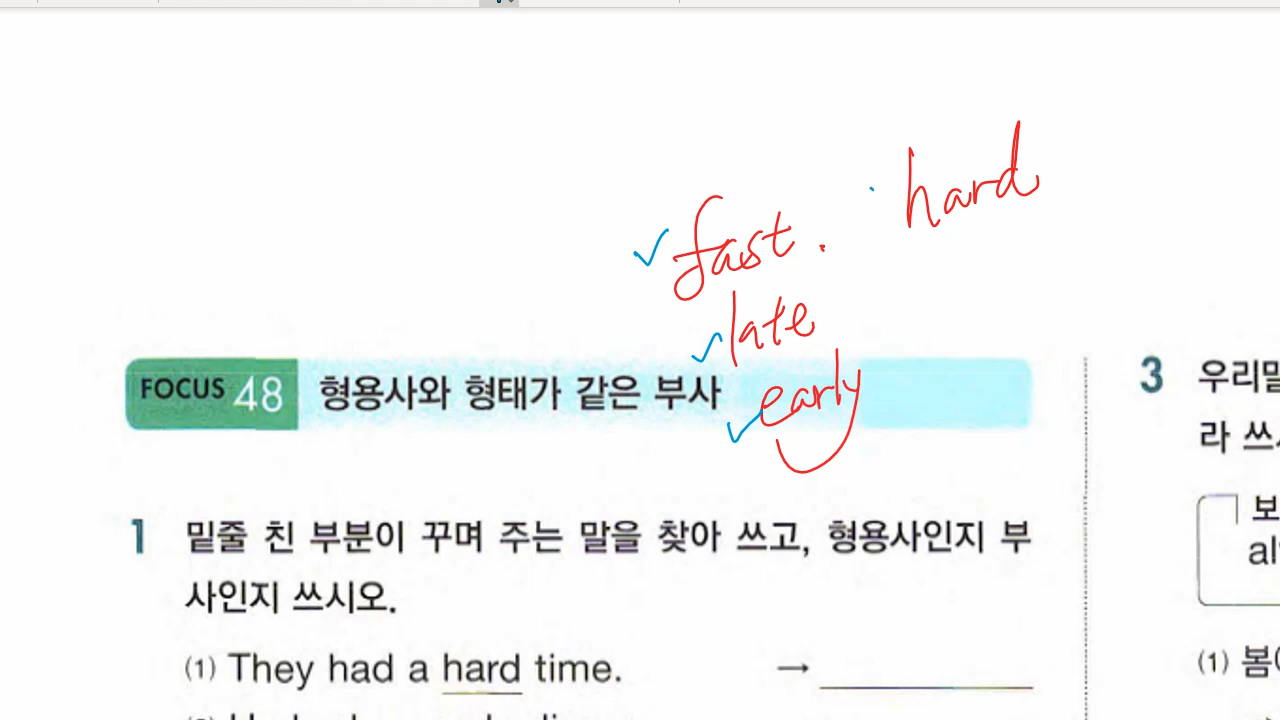 hard
fast.
late
early
FOCUS 48 형용사와 형태가 같은 부사
1 밑줄 친 부분이 꾸며 주는 말을 찾아 쓰고, 형용사인지 부
사인지 쓰시오.
(1) They had a hard time. →
3 우리말
라 쓰
보
al
(1) 봄